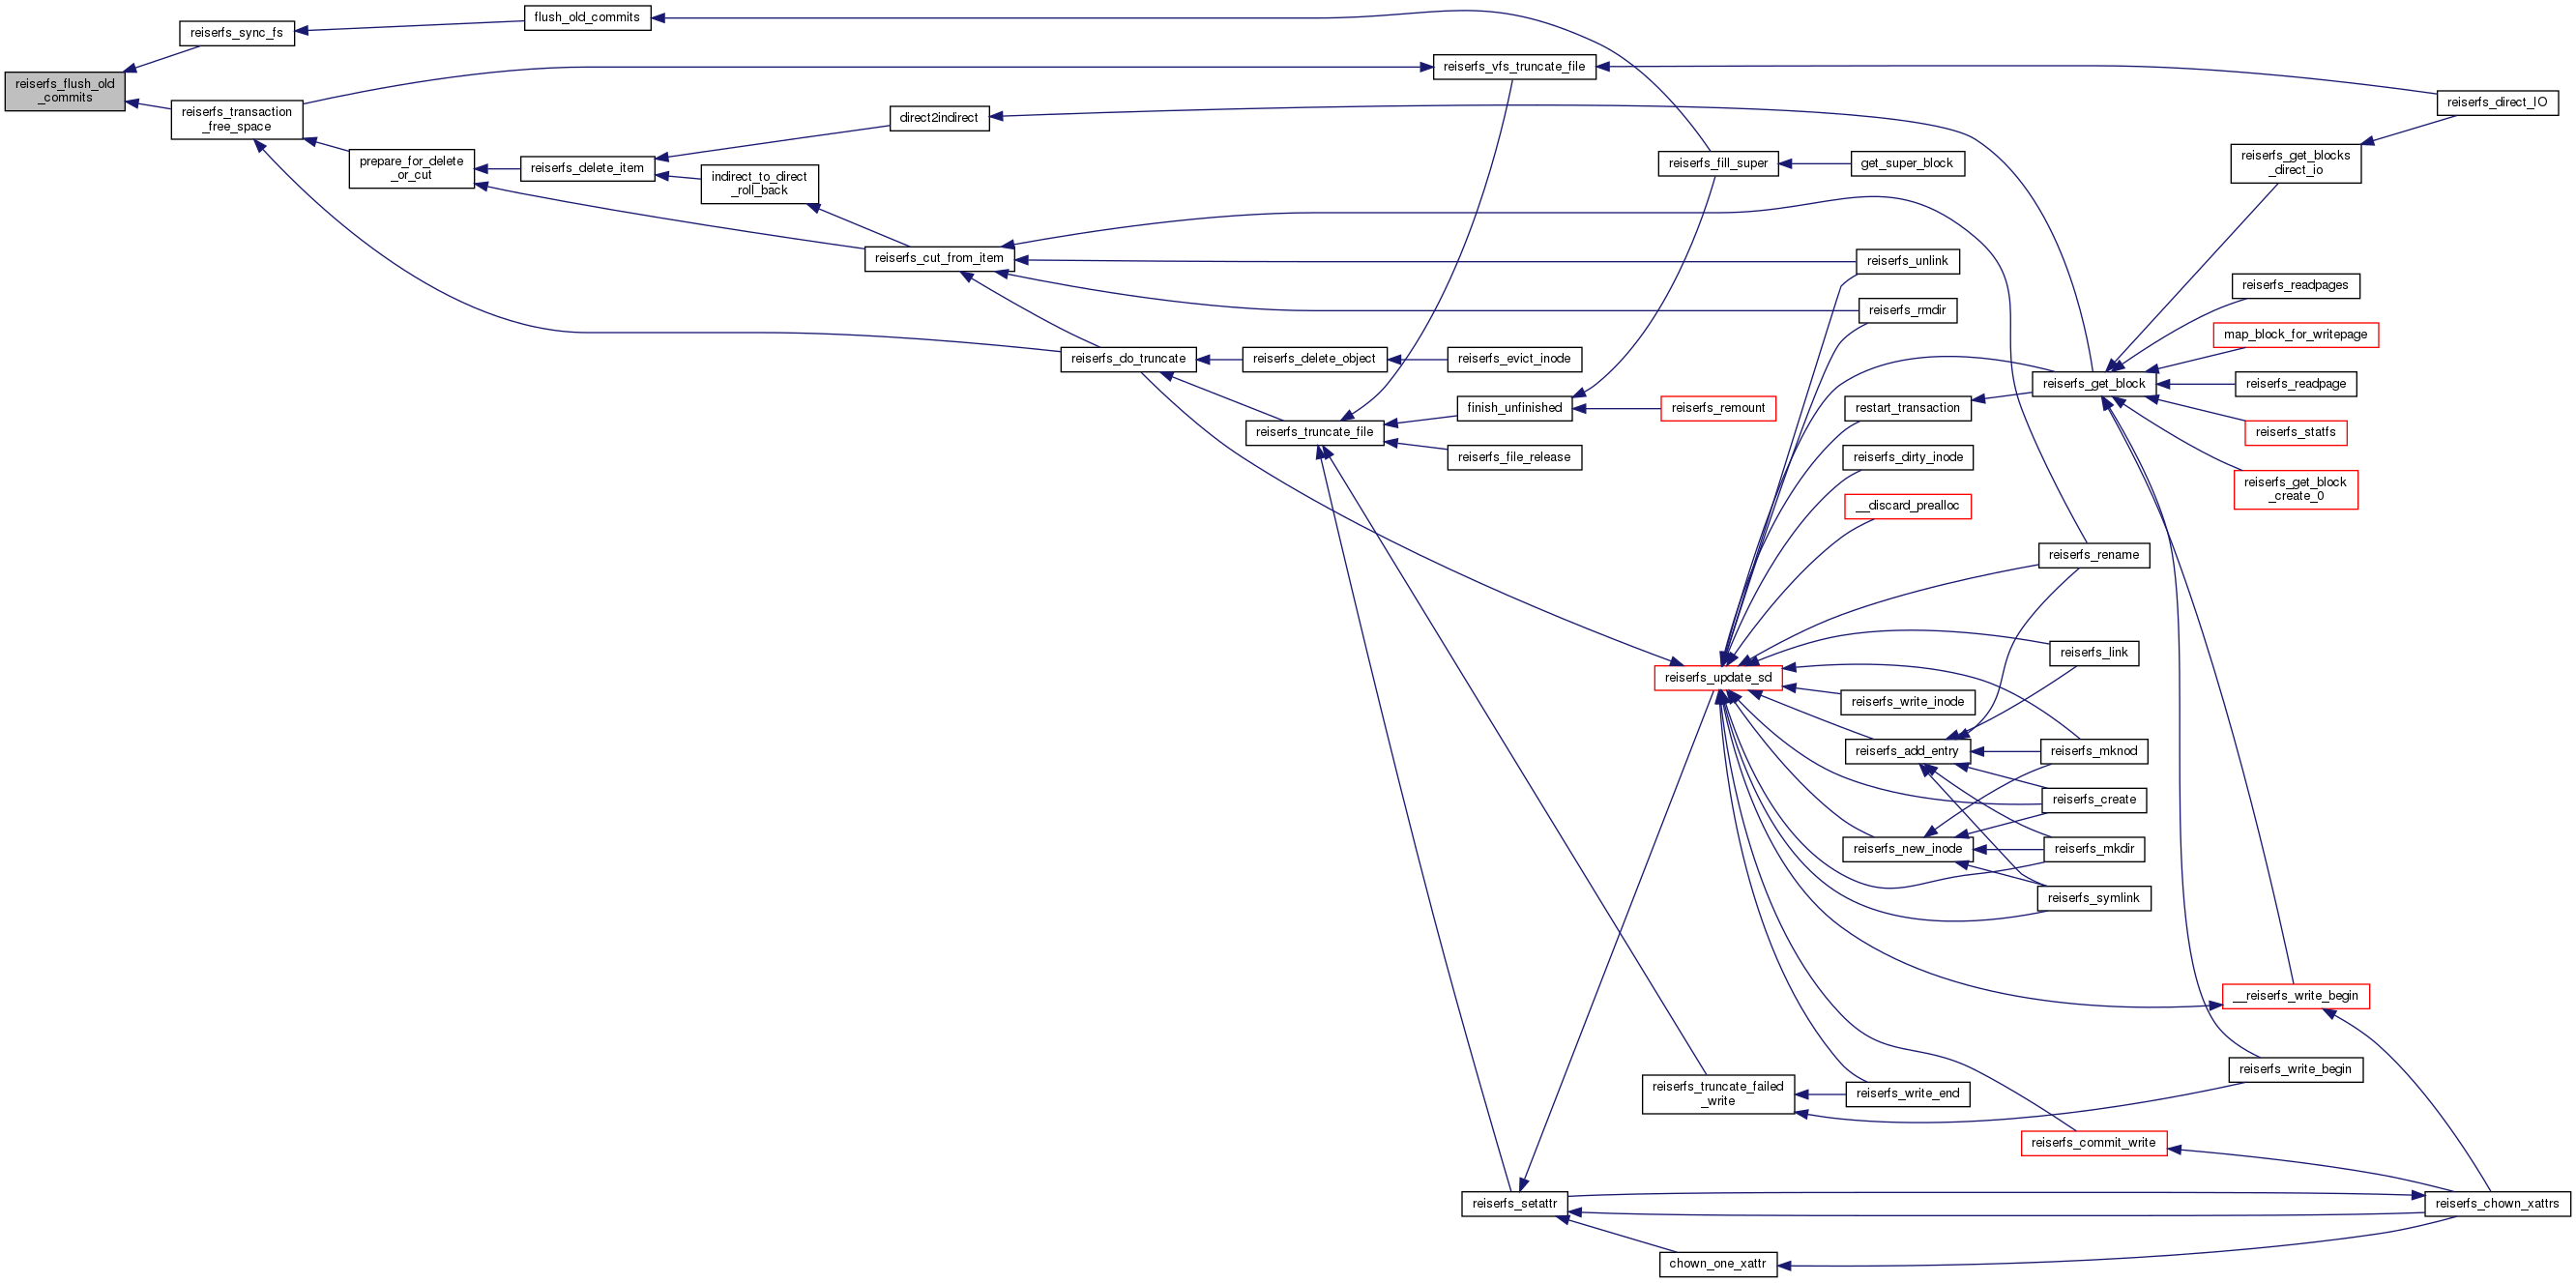 flush_old_commits
reiserfs_sync_fs
reiserfs_vfs_truncate_file
reiserfs_flush_old
_commits
reiserfs_direct_IO
reiserfs_transaction
_free_space
direct2indirect
prepare_for_delete
_or_cut
reiserfs_delete_item
reiserfs_fill_super
get_super_block
reiserfs_get_blocks
_direct_io
indirect_to_direct
_roll_back
reiserfs_cut_from_item
reiserfs_unlink
reiserfs_readpages
reiserfs_rmdir
map_block_for_writepage
reiserfs_do_truncate
reiserfs_delete_object
reiserfs_evict_inode
reiserfs_get_block
reiserfs_readpage
finish_unfinished
reiserfs_remount
restart_transaction
reiserfs_truncate_file
reiserfs_statfs
reiserfs_file_release
reiserfs_dirty_inode
reiserfs_get_block
_create_0
__discard_prealloc
reiserfs_rename
reiserfs_link
reiserfs_update_sd
reiserfs_write_inode
reiserfs_add_entry
reiserfs_mknod
reiserfs_create
reiserfs_new_inode
reiserfs_mkdir
reiserfs_symlink
__reiserfs_write_begin
reiserfs_write_begin
reiserfs_truncate_failed
_write
reiserfs_write_end
reiserfs_commit_write
reiserfs_setattr
reiserfs_chown_xattrs
chown_one_xattr